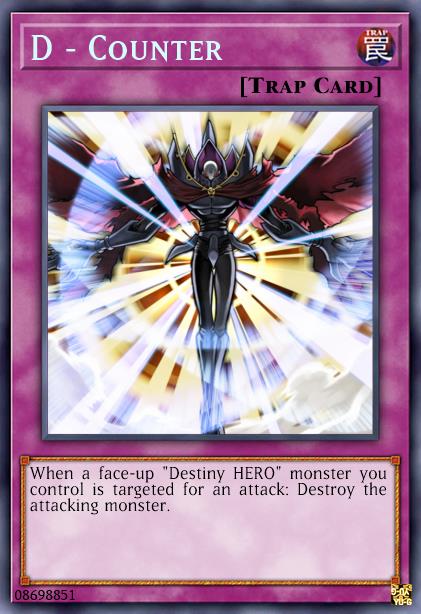 D - Counter
TRAP
罠
[Trap Card]
When a face-up "Destiny HERO" monster you
control is targeted for an attack: Destroy the
attacking monster.
08698851